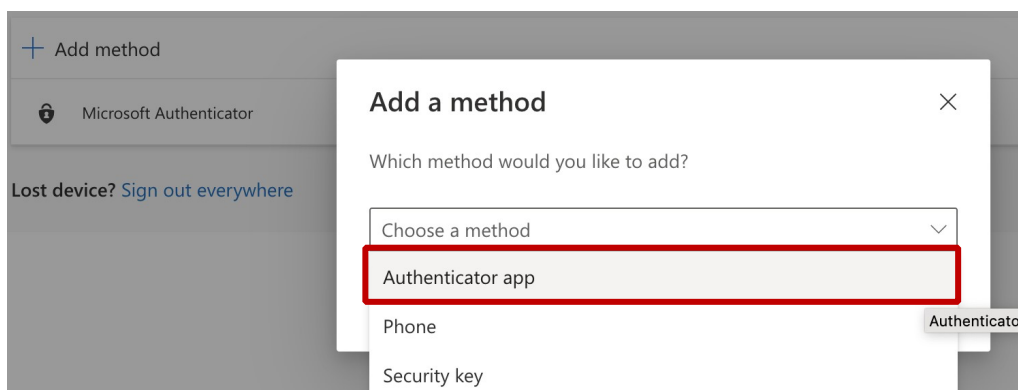 Add method
Microsoft Authenticator
Lost device? Sign out everywhere
Add a method
Which method would you like to add?
Choose a method
Authenticator app
Phone
Security key